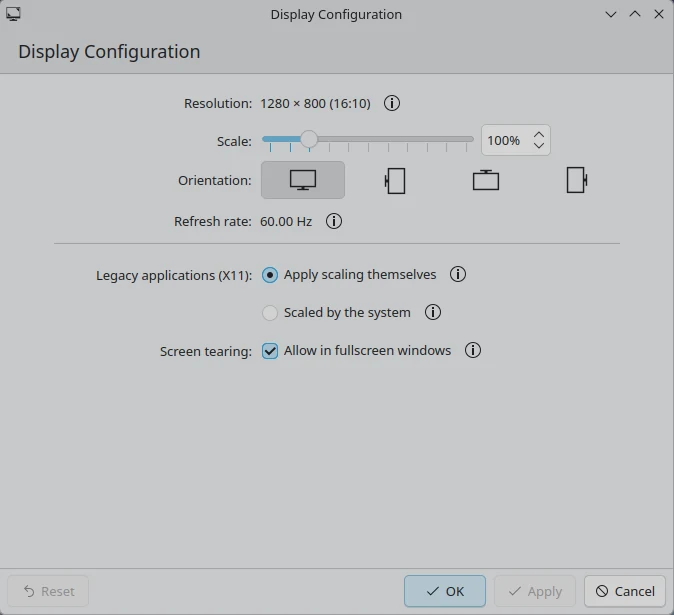 Display Configuration
Display Configuration
Resolution: 1280 × 800 (16:10)
Scale: 100%
Orientation:
Refresh rate: 60.00 Hz
Legacy applications (X11): Apply scaling themselves
Scaled by the system
Screen tearing: Allow in fullscreen windows
Reset OK Apply Cancel